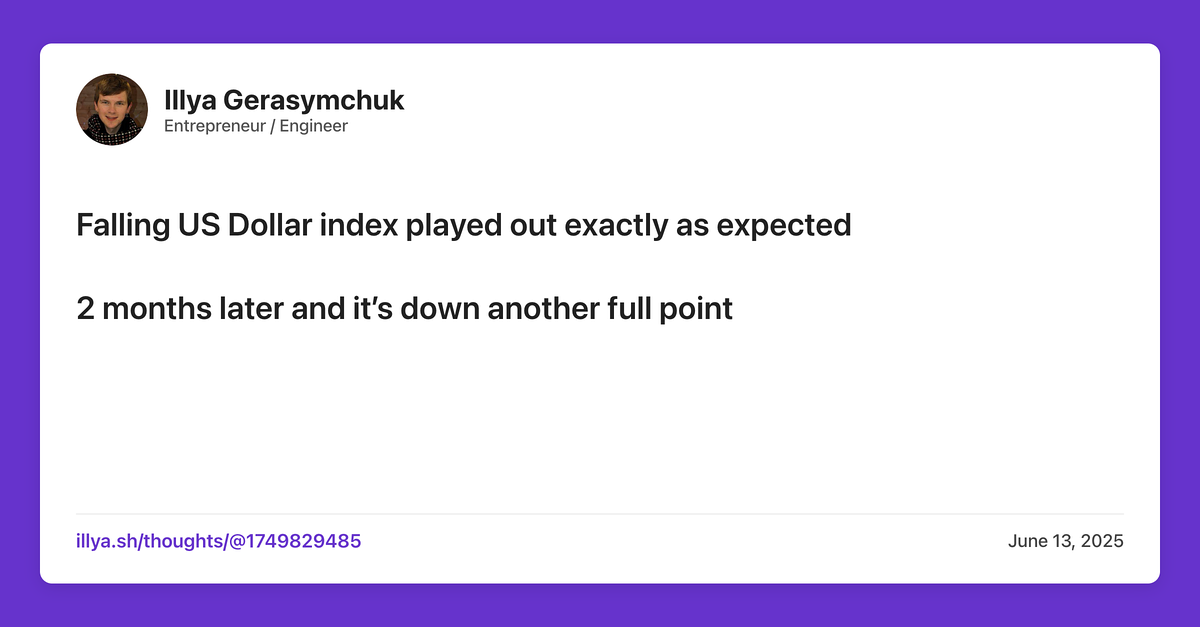 Illya Gerasymchuk
Entrepreneur / Engineer
Falling US Dollar index played out exactly as expected
2 months later and it’s down another full point
illya.sh/thoughts/@1749829485
June 13, 2025